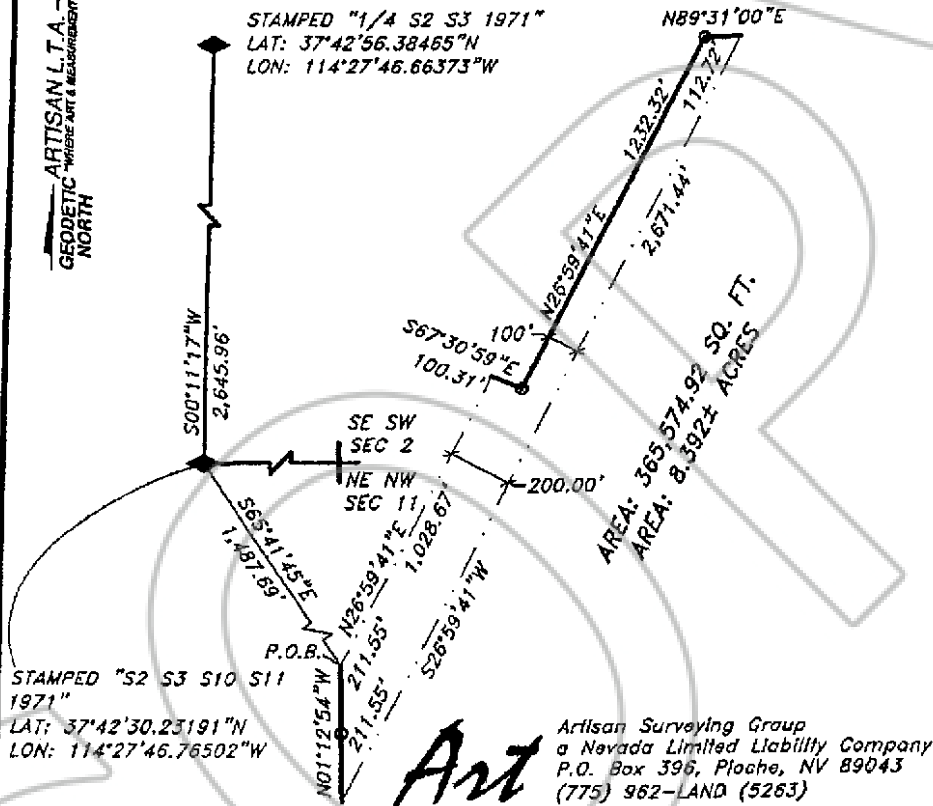 ARTISAN L.T.A.
"WHERE ART & MEASUREMENT
GEODETIC
NORTH
STAMPED "1/4 S2 S3 1971"
LAT: 37°42'56.38465"N
LON: 114°27'46.66373"W
N89°31'00"E
112.72'
1232.32'
N26°59'41"E
2,671.44'
100'
S67°30'59"E
100.31'
S00°11'17"W
2,645.96'
SE SW
SEC 2
NE NW
SEC 11
200.00'
AREA: 365,574.92 SQ. FT.
AREA: 8.392± ACRES
S65°41'45"E
1,487.69'
N26°59'41"E
1,028.67'
S26°59'41"W
P.O.B.
211.55'
211.55'
N01°12'54"W
STAMPED "S2 S3 S10 S11
1971"
LAT: 37°42'30.23191"N
LON: 114°27'46.76502"W
Art
Artisan Surveying Group
a Nevada Limited Liability Company
P.O. Box 396, Pioche, NV 89043
(775) 962-LAND (5263)